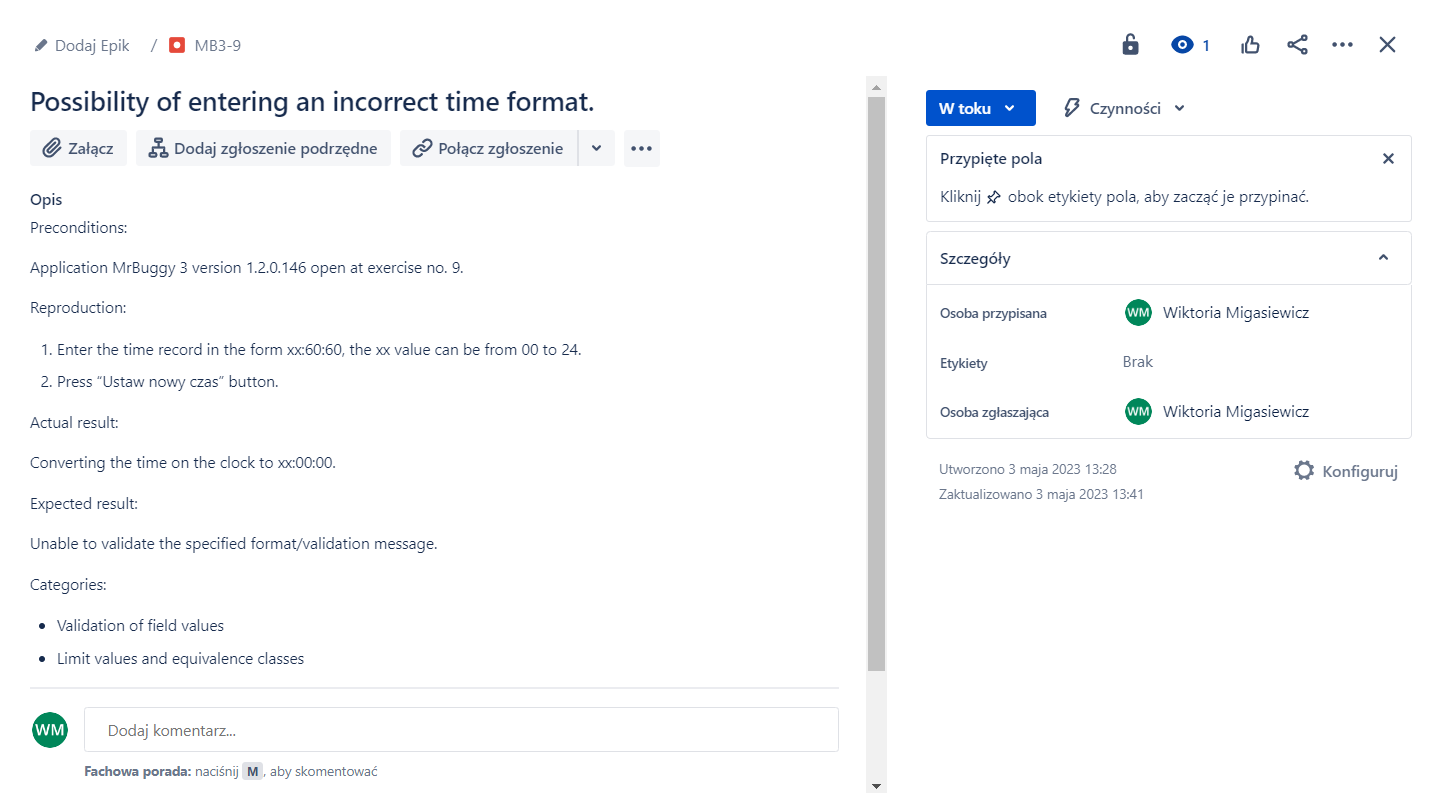 Dodaj Epik / MB3-9
1
Possibility of entering an incorrect time format.
Załącz
Dodaj zgłoszenie podrzędne
Połącz zgłoszenie
Opis
Preconditions:
Application MrBuggy 3 version 1.2.0.146 open at exercise no. 9.
Reproduction:
1. Enter the time record in the form xx:60:60, the xx value can be from 00 to 24.
2. Press “Ustaw nowy czas” button.
Actual result:
Converting the time on the clock to xx:00:00.
Expected result:
Unable to validate the specified format/validation message.
Categories:
• Validation of field values
• Limit values and equivalence classes
WM
Dodaj komentarz...
Fachowa porada: naciśnij M, aby skomentować
W toku
Czynności
Przypięte pola
Kliknij obok etykiety pola, aby zacząć je przypinać.
Szczegóły
Osoba przypisana WM Wiktoria Migasiewicz
Etykiety Brak
Osoba zgłaszająca WM Wiktoria Migasiewicz
Utworzono 3 maja 2023 13:28
Zaktualizowano 3 maja 2023 13:41
Konfiguruj